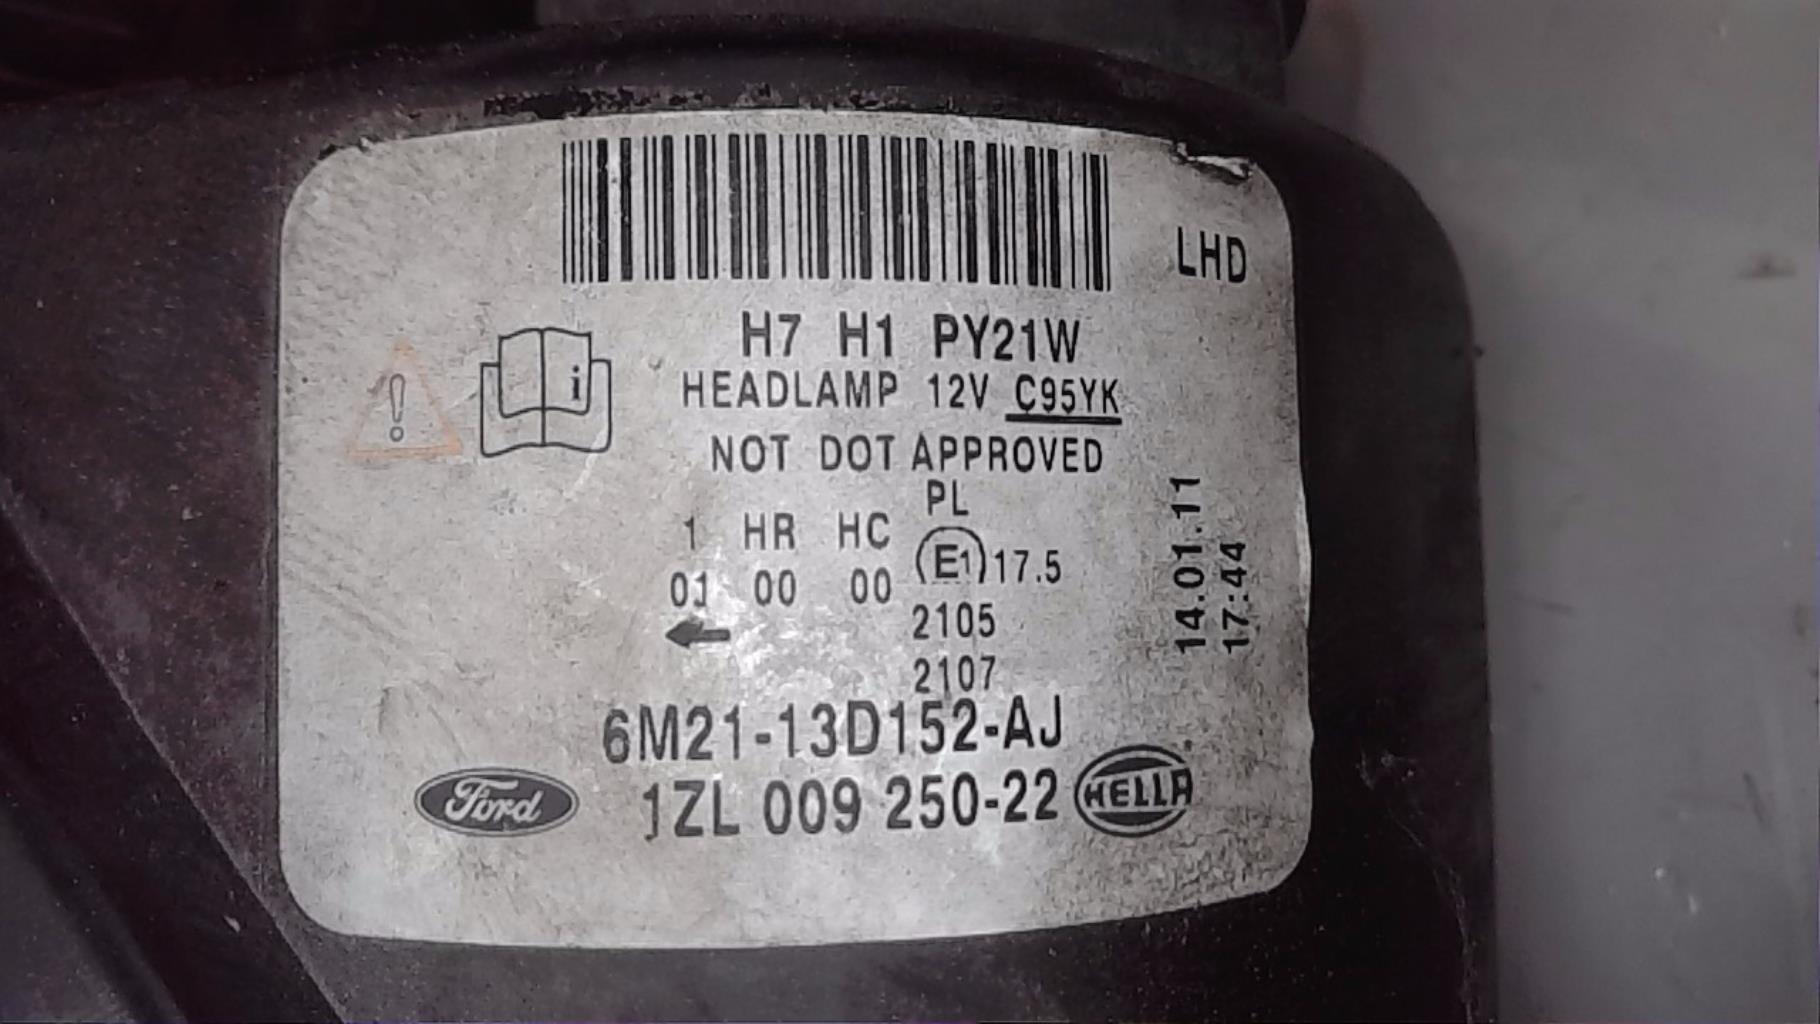 LHD
H7 H1 PY21W
i
HEADLAMP 12V C95YK
NOT DOT APPROVED
PL
1 HR HC
E1 17.5
01 00 00
2105
2107
14.01.11
17:44
6M21-13D152-AJ
Ford 1ZL 009 250-22 HELLA